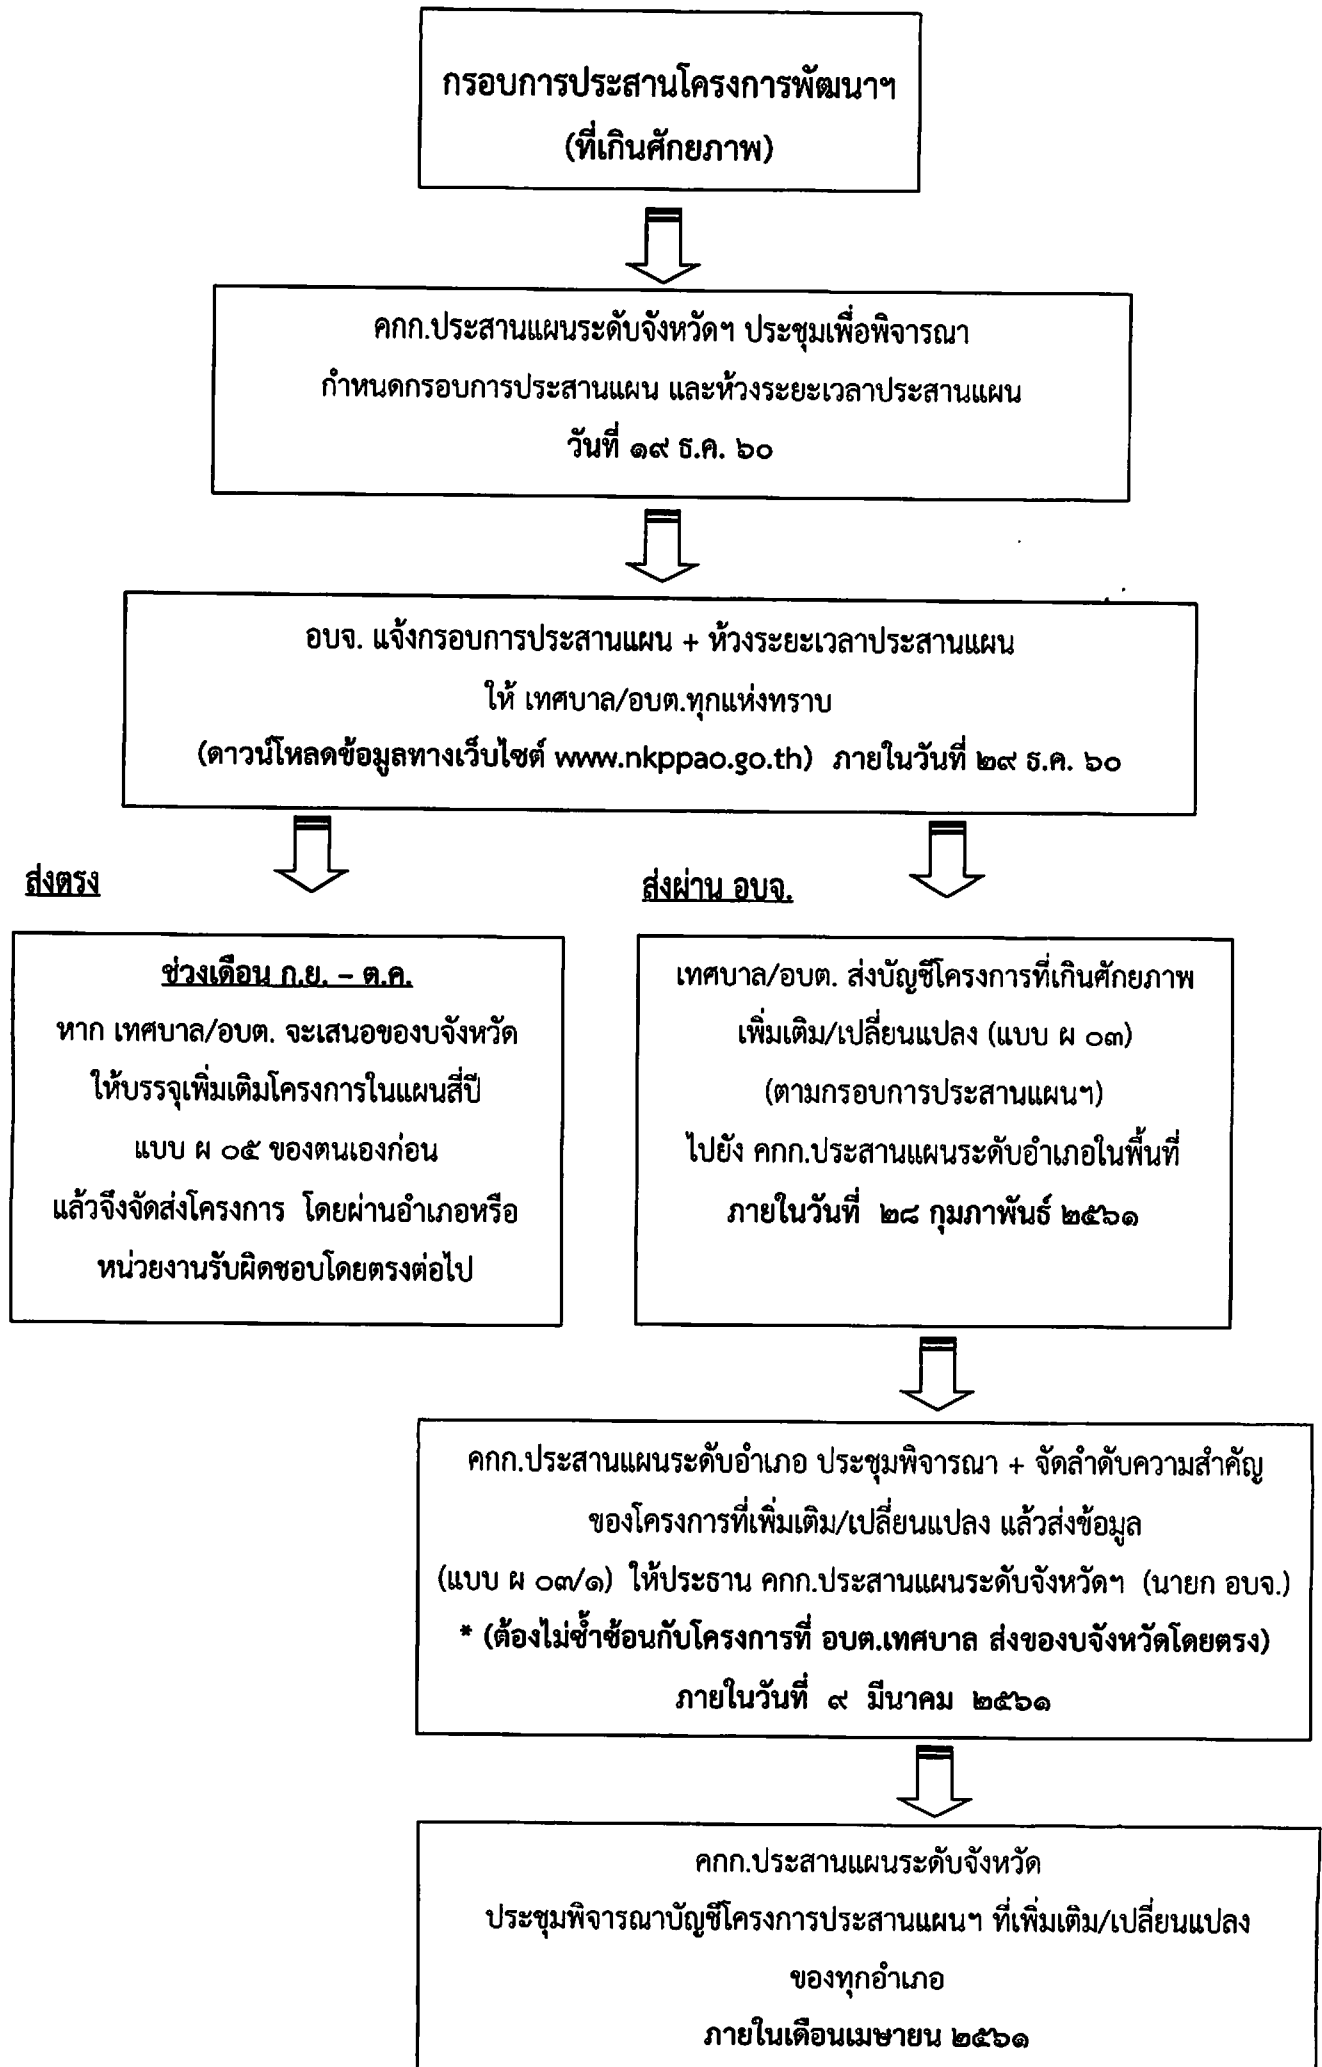 กรอบการประสานโครงการพัฒนาฯ
(ที่เกินศักยภาพ)
คกก.ประสานแผนระดับจังหวัดฯ ประชุมเพื่อพิจารณา
กำหนดกรอบการประสานแผน และห้วงระยะเวลาประสานแผน
วันที่ ๑๙ ธ.ค. ๖๐
อบจ. แจ้งกรอบการประสานแผน + ห้วงระยะเวลาประสานแผน
ให้ เทศบาล/อบต.ทุกแห่งทราบ
(ดาวน์โหลดข้อมูลทางเว็บไซต์ www.nkppao.go.th) ภายในวันที่ ๒๙ ธ.ค. ๖๐
ส่งตรง
ช่วงเดือน ก.ย. – ต.ค.
หาก เทศบาล/อบต. จะเสนอของบจังหวัด
ให้บรรจุเพิ่มเติมโครงการในแผนสี่ปี
แบบ ผ ๐๕ ของตนเองก่อน
แล้วจึงจัดส่งโครงการ โดยผ่านอำเภอหรือ
หน่วยงานรับผิดชอบโดยตรงต่อไป
ส่งผ่าน อบจ.
เทศบาล/อบต. ส่งบัญชีโครงการที่เกินศักยภาพ
เพิ่มเติม/เปลี่ยนแปลง (แบบ ผ ๐๓)
(ตามกรอบการประสานแผนฯ)
ไปยัง คกก.ประสานแผนระดับอำเภอในพื้นที่
ภายในวันที่ ๒๘ กุมภาพันธ์ ๒๕๖๑
คกก.ประสานแผนระดับอำเภอ ประชุมพิจารณา + จัดลำดับความสำคัญ
ของโครงการที่เพิ่มเติม/เปลี่ยนแปลง แล้วส่งข้อมูล
(แบบ ผ ๐๓/๑) ให้ประธาน คกก.ประสานแผนระดับจังหวัดฯ (นายก อบจ.)
* (ต้องไม่ซ้ำซ้อนกับโครงการที่ อบต.เทศบาล ส่งของบจังหวัดโดยตรง)
ภายในวันที่ ๙ มีนาคม ๒๕๖๑
คกก.ประสานแผนระดับจังหวัด
ประชุมพิจารณาบัญชีโครงการประสานแผนฯ ที่เพิ่มเติม/เปลี่ยนแปลง
ของทุกอำเภอ
ภายในเดือนเมษายน ๒๕๖๑